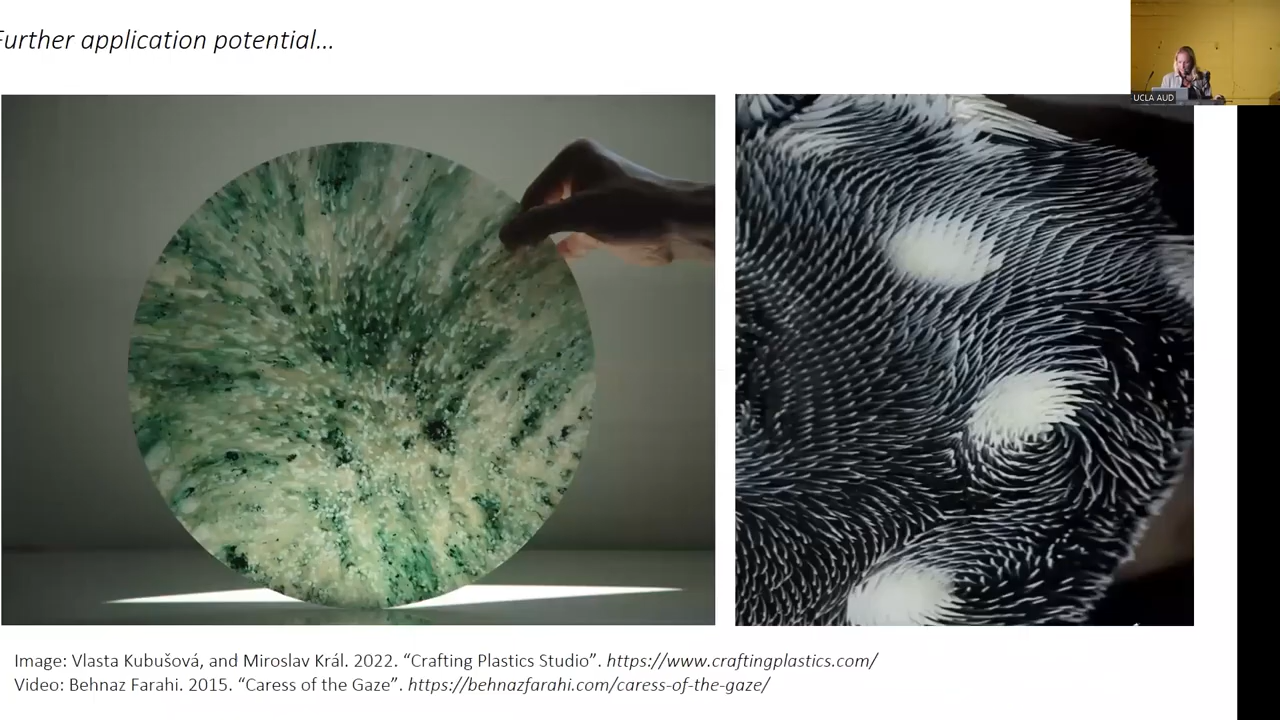 Further application potential...
UCLA AUD
Image: Vlasta Kubušová, and Miroslav Král. 2022. “Crafting Plastics Studio”. https://www.craftingplastics.com/
Video: Behnaz Farahi. 2015. “Caress of the Gaze”. https://behnazfarahi.com/caress-of-the-gaze/